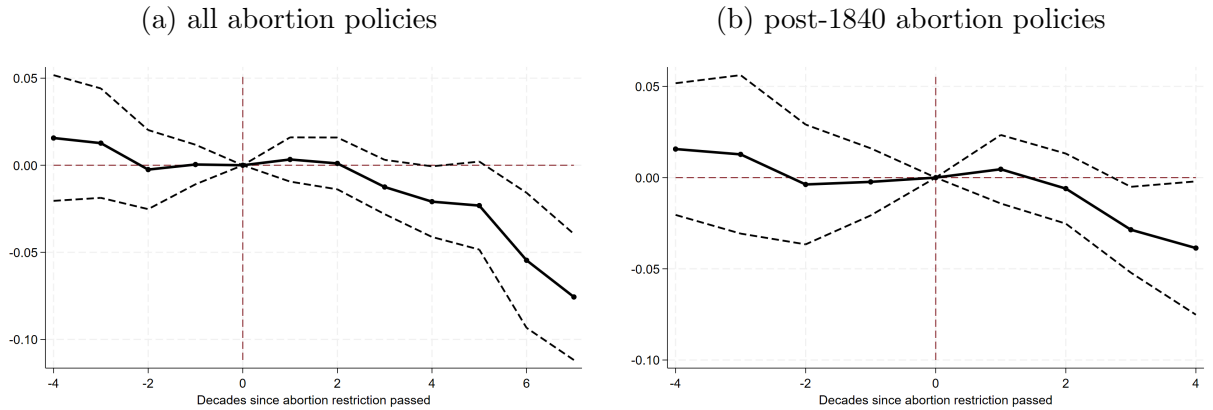 (a) all abortion policies
0.05
0.00
-0.05
-0.10
-4 -2 0 2 4 6
Decades since abortion restriction passed
(b) post-1840 abortion policies
0.05
0.00
-0.05
-0.10
-4 -2 0 2 4
Decades since abortion restriction passed